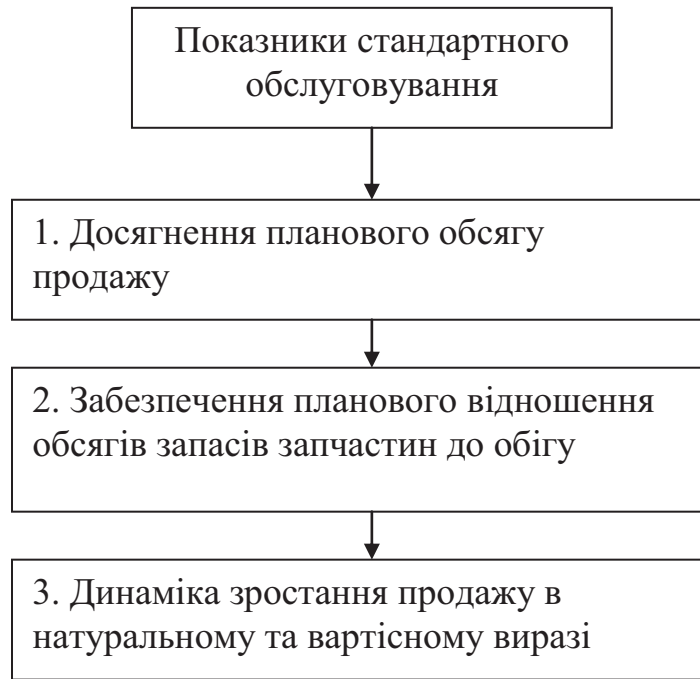 Показники стандартного
обслуговування
1. Досягнення планового обсягу
продажу
2. Забезпечення планового відношення
обсягів запасів запчастин до обігу
3. Динаміка зростання продажу в
натуральному та вартісному виразі